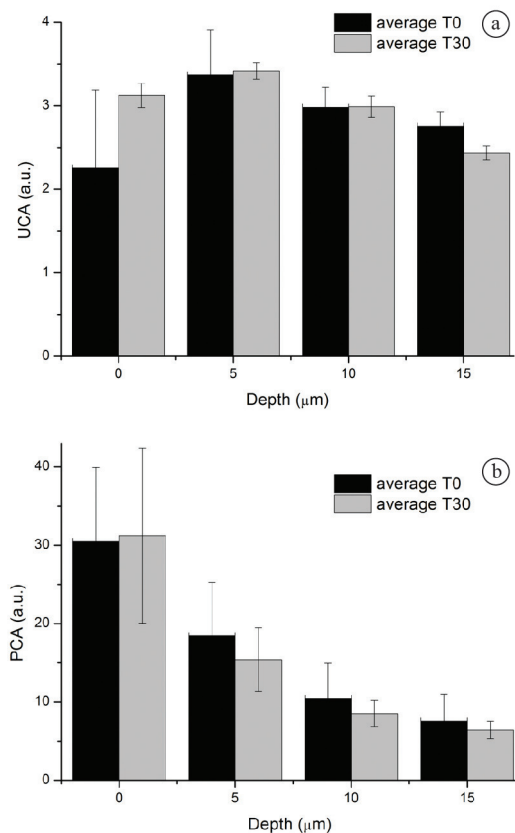 4
average T0
a
average T30
3
UCA (a.u.)
2
1
0
0 5 10 15
Depth (μm)
b
40
average T0
average T30
30
PCA (a.u.)
20
10
0
0 5 10 15
Depth (μm)